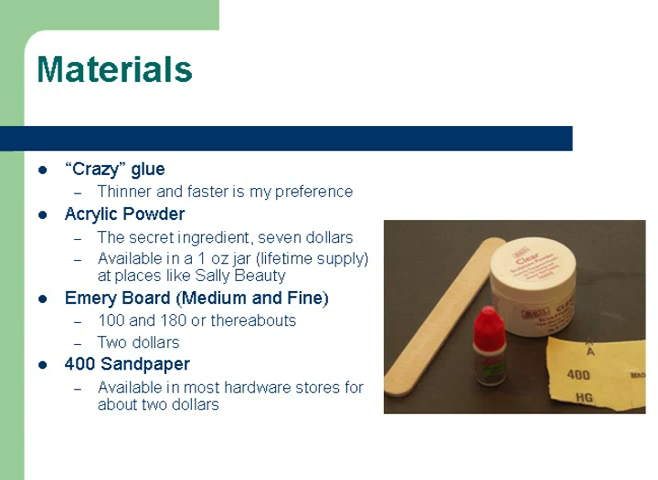 Materials
“Crazy” glue
– Thinner and faster is my preference
Acrylic Powder
– The secret ingredient, seven dollars
– Available in a 1 oz jar (lifetime supply)
at places like Sally Beauty
Emery Board (Medium and Fine)
– 100 and 180 or thereabouts
– Two dollars
400 Sandpaper
– Available in most hardware stores for
about two dollars
Clear
A
400
HG